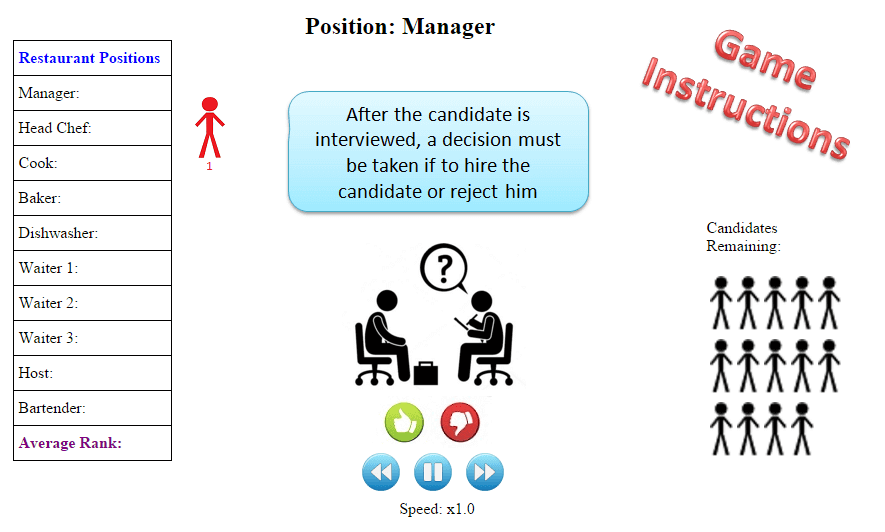 Position: Manager
Game
Instructions
Restaurant Positions
Manager:
Head Chef:
Cook:
Baker:
Dishwasher:
Waiter 1:
Waiter 2:
Waiter 3:
Host:
Bartender:
Average Rank:
1
After the candidate is
interviewed, a decision must
be taken if to hire the
candidate or reject him
?
Candidates
Remaining:
Speed: x1.0